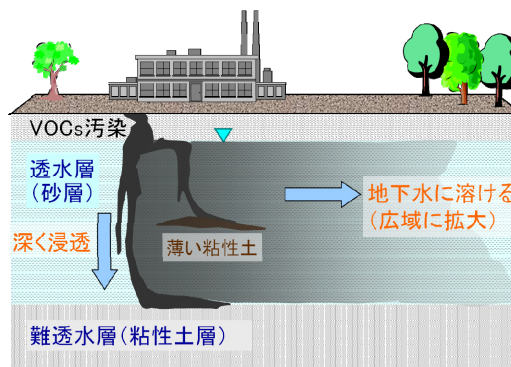 VOCs汚染
透水層
(砂層)
地下水に溶ける
(広域に拡大)
深く浸透
薄い粘性土
難透水層(粘性土層)